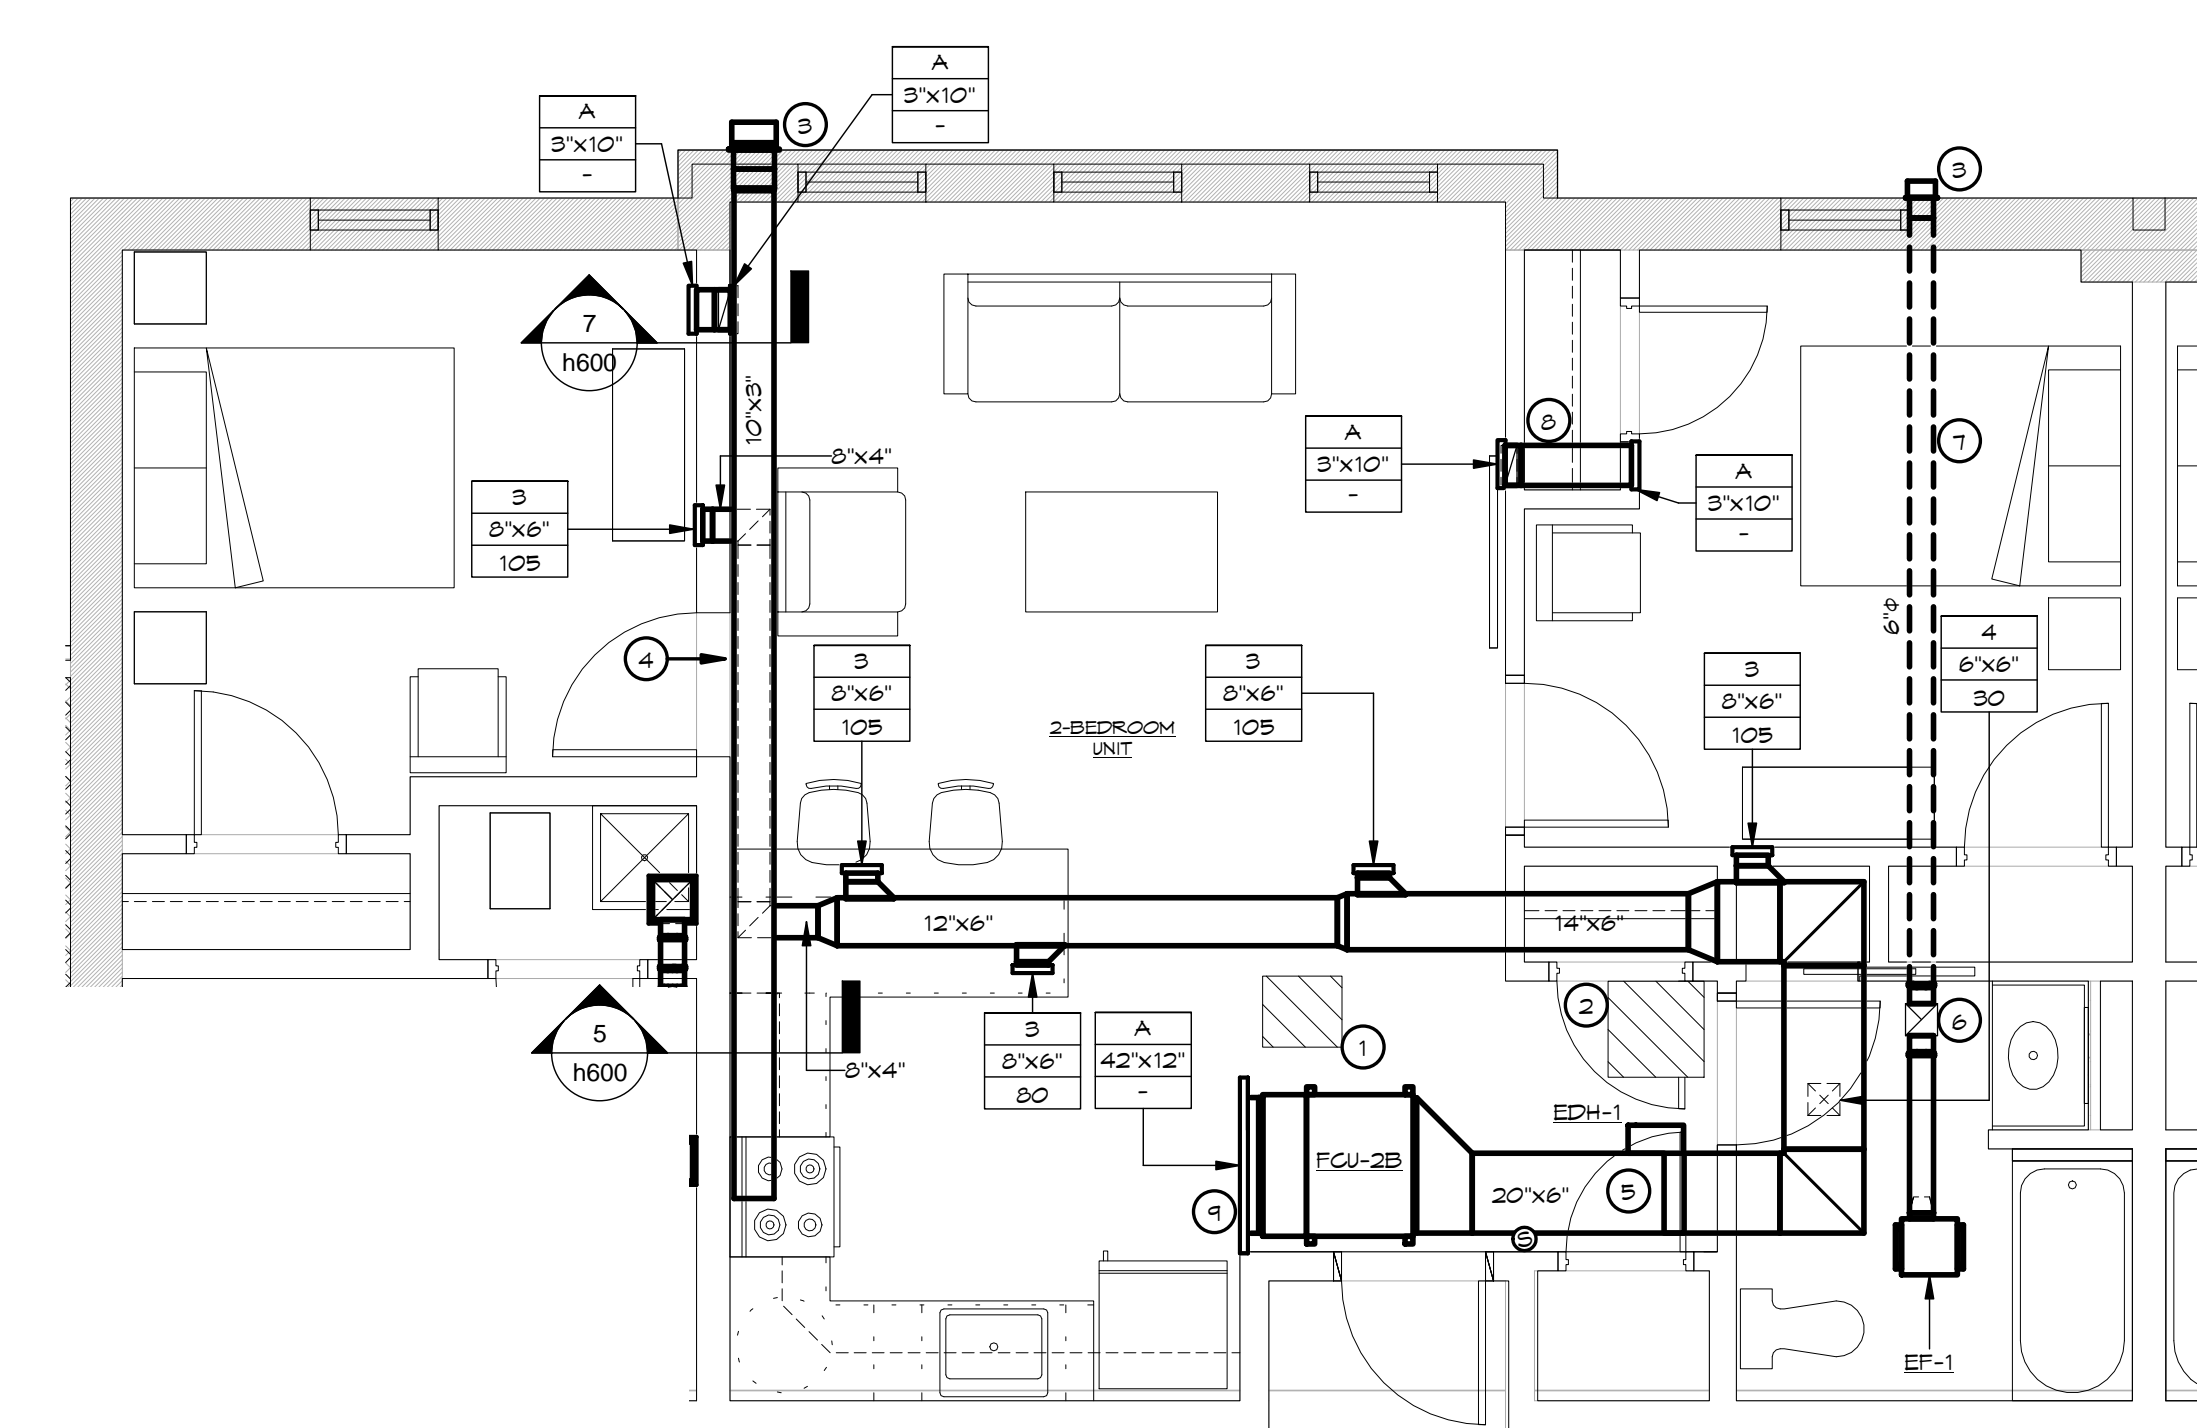 A
3"x10"
-
A
3"x10"
-
3
3
7
h600
10"x3"
8"x4"
3
8"x6"
105
A
3"x10"
-
8
A
3"x10"
-
7
6"φ
4
6"x6"
30
4
3
8"x6"
105
3
8"x6"
105
3
8"x6"
105
2-BEDROOM
UNIT
12"x6"
14"x6"
5
h600
8"x4"
3
8"x6"
80
A
42"x12"
-
1
2
6
EDH-1
FCU-2B
20"x6"
5
9
S
EF-1